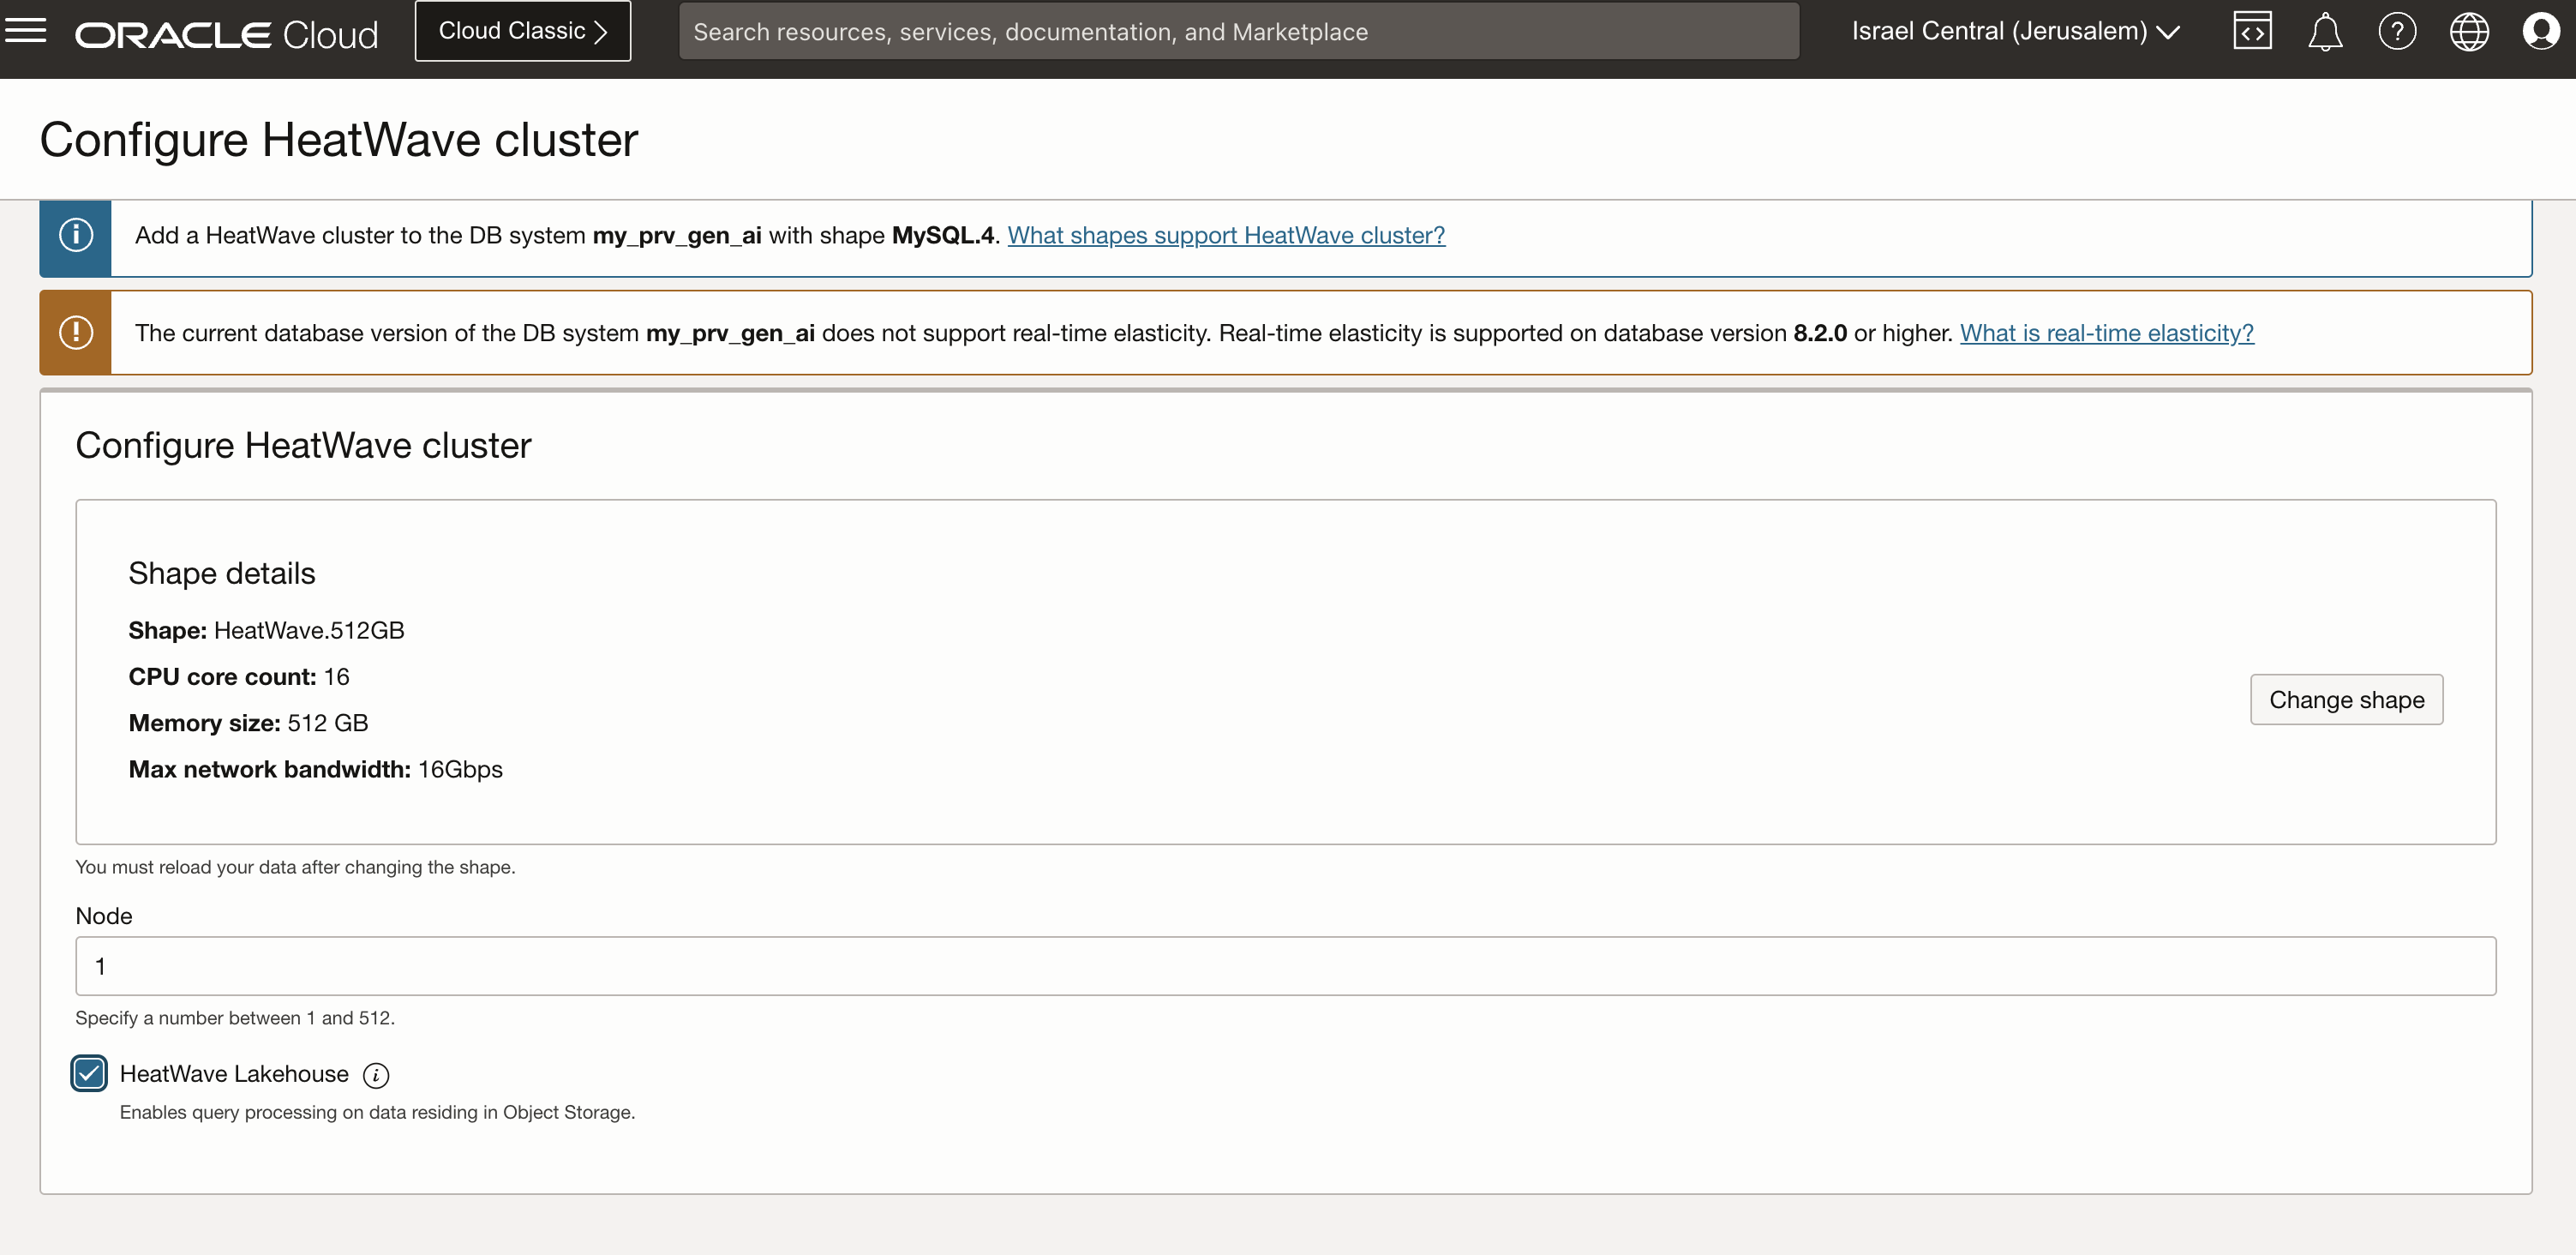 ORACLE Cloud
Cloud Classic
Search resources, services, documentation, and Marketplace
Israel Central (Jerusalem)
Configure HeatWave cluster
Add a HeatWave cluster to the DB system my_prv_gen_ai with shape MySQL.4. What shapes support HeatWave cluster?
The current database version of the DB system my_prv_gen_ai does not support real-time elasticity. Real-time elasticity is supported on database version 8.2.0 or higher. What is real-time elasticity?
Configure HeatWave cluster
Shape details
Shape: HeatWave.512GB
CPU core count: 16
Memory size: 512 GB
Max network bandwidth: 16Gbps
Change shape
You must reload your data after changing the shape.
Node
1
Specify a number between 1 and 512.
HeatWave Lakehouse
Enables query processing on data residing in Object Storage.